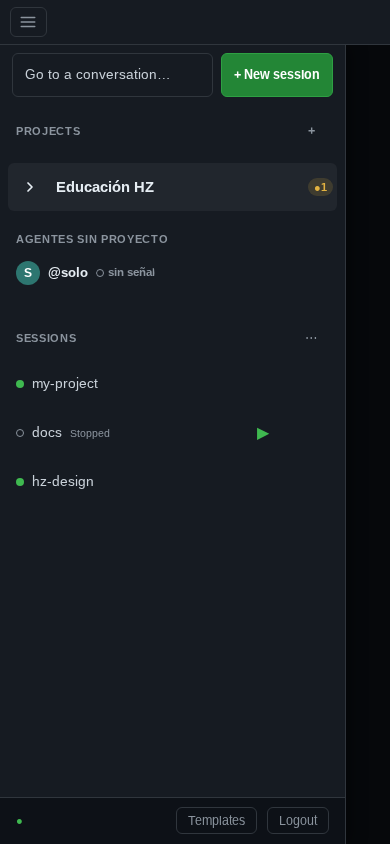 Go to a conversation…
+ New session
PROJECTS +
Educación HZ ●1
AGENTES SIN PROYECTO
S @solo sin señal
SESSIONS ⋯
my-project
docs Stopped ▶
hz-design
Templates Logout